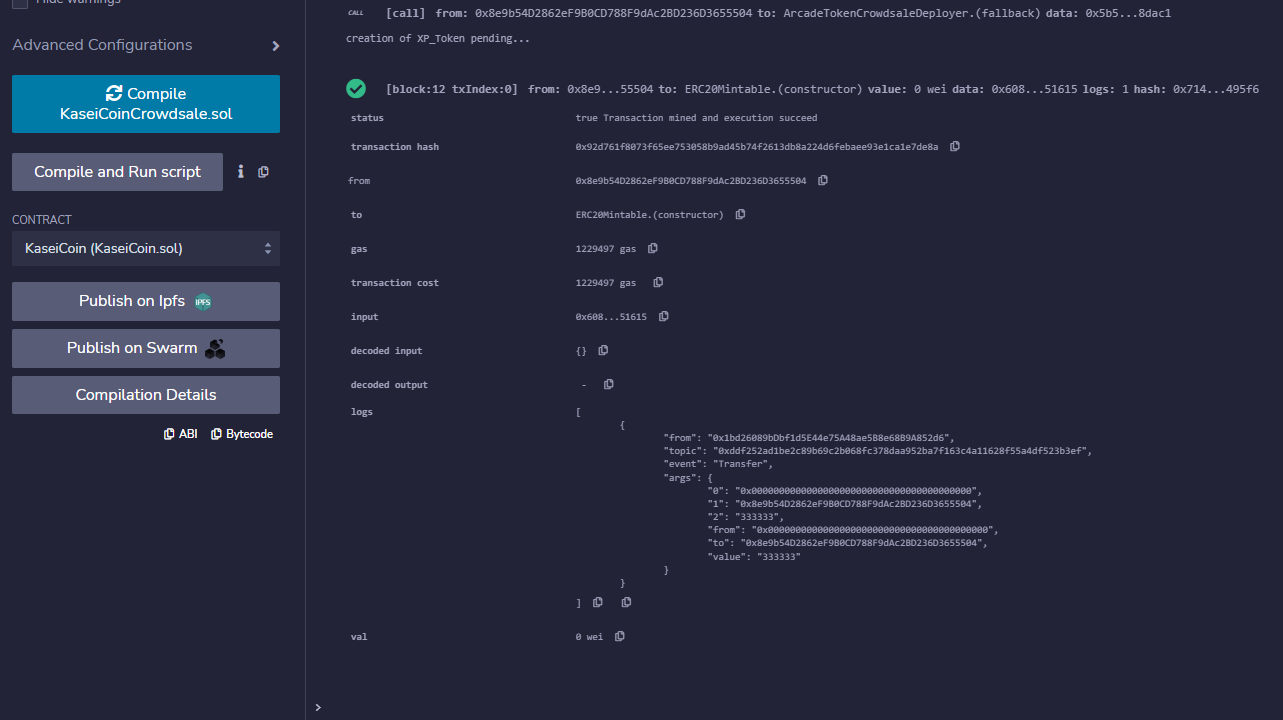 Hide warnings
Advanced Configurations
Compile
KaseiCoinCrowdsale.sol
Compile and Run script
CONTRACT
KaseiCoin (KaseiCoin.sol)
Publish on Ipfs IPFS
Publish on Swarm
Compilation Details
ABI Bytecode
CALL [call] from: 0x8e9b54D2862eF9B0CD788F9dAc2BD236D3655504 to: ArcadeTokenCrowdsaleDeployer.(fallback) data: 0x5b5...8dac1
creation of XP_Token pending...
[block:12 txIndex:0] from: 0x8e9...55504 to: ERC20Mintable.(constructor) value: 0 wei data: 0x608...51615 logs: 1 hash: 0x714...495f6
status true Transaction mined and execution succeed
transaction hash 0x92d761f8073f65ee753058b9ad45b74f2613db8a224d6febaee93e1ca1e7de8a
from 0x8e9b54D2862eF9B0CD788F9dAc2BD236D3655504
to ERC20Mintable.(constructor)
gas 1229497 gas
transaction cost 1229497 gas
input 0x608...51615
decoded input {}
decoded output -
logs [
{
"from": "0x1bd26089bDbf1d5E44e75A48ae5B8e68B9A852d6",
"topic": "0xddf252ad1be2c89b69c2b068fc378daa952ba7f163c4a11628f55a4df523b3ef",
"event": "Transfer",
"args": {
"0": "0x0000000000000000000000000000000000000000",
"1": "0x8e9b54D2862eF9B0CD788F9dAc2BD236D3655504",
"2": "333333",
"from": "0x0000000000000000000000000000000000000000",
"to": "0x8e9b54D2862eF9B0CD788F9dAc2BD236D3655504",
"value": "333333"
}
}
]
val 0 wei
>